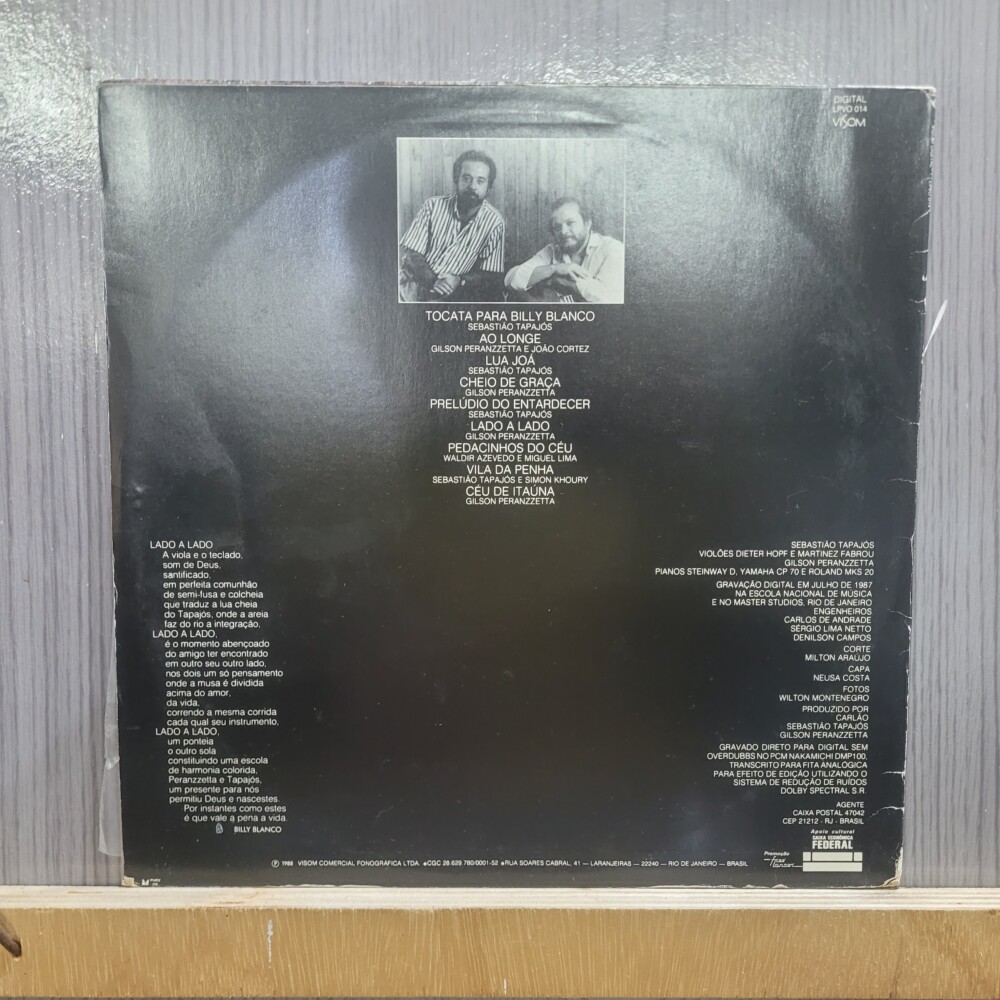 DIGITAL
LPVO 014
VISOM
TOCATA PARA BILLY BLANCO
SEBASTIÃO TAPAJÓS
AO LONGE
GILSON PERANZZETTA E JOÃO CORTEZ
LUA JOÁ
SEBASTIÃO TAPAJÓS
CHEIO DE GRAÇA
GILSON PERANZZETTA
PRELÚDIO DO ENTARDECER
SEBASTIÃO TAPAJÓS
LADO A LADO
GILSON PERANZZETTA
PEDACINHOS DO CÉU
WALDIR AZEVEDO E MIGUEL LIMA
VILA DA PENHA
SEBASTIÃO TAPAJÓS E SIMON KHOURY
CÉU DE ITAÚNA
GILSON PERANZZETTA
LADO A LADO
A viola e o teclado,
som de Deus,
santificado,
em perfeita comunhão
de semi-fusa e colcheia
que traduz a lua cheia
do Tapajós, onde a areia
faz do rio a integração,
LADO A LADO,
é o momento abençoado
do amigo ter encontrado
em outro seu outro lado,
nos dois um só pensamento
onde a musa é dividida
acima do amor,
da vida,
correndo a mesma corrida
cada qual seu instrumento,
LADO A LADO,
um ponteia
o outro sola
constituindo uma escola
de harmonia colorida,
Peranzzetta e Tapajós,
um presente para nós
permitiu Deus e nascestes.
Por instantes como estes
é que vale a pena a vida.
BILLY BLANCO
SEBASTIÃO TAPAJÓS
VIOLÕES DIETER HOPF E MARTINEZ FABROU
GILSON PERANZZETTA
PIANOS STEINWAY D, YAMAHA CP 70 E ROLAND MKS 20
GRAVAÇÃO DIGITAL EM JULHO DE 1987
NA ESCOLA NACIONAL DE MÚSICA
E NO MASTER STUDIOS, RIO DE JANEIRO
ENGENHEIROS
CARLOS DE ANDRADE
SÉRGIO LIMA NETTO
DENILSON CAMPOS
CORTE
MILTON ARAÚJO
CAPA
NEUSA COSTA
FOTOS
WILTON MONTENEGRO
PRODUZIDO POR
CARLÃO
SEBASTIÃO TAPAJÓS
GILSON PERANZZETTA
GRAVADO DIRETO PARA DIGITAL SEM
OVERDUBBS NO PCM NAKAMICHI DMP100,
TRANSCRITO PARA FITA ANALÓGICA
PARA EFEITO DE EDIÇÃO UTILIZANDO O
SISTEMA DE REDUÇÃO DE RUÍDOS
DOLBY SPECTRAL S.R
AGENTE
CAIXA POSTAL 47042
CEP 21212 - RJ - BRASIL
Apoio cultural
CAIXA ECONÔMICA
FEDERAL
Promoção
℗ 1988 VISOM COMERCIAL FONOGRÁFICA LTDA. ●CGC 28.629.780/0001-52 ●RUA SOARES CABRAL, 41 — LARANJEIRAS — 22240 — RIO DE JANEIRO — BRASIL